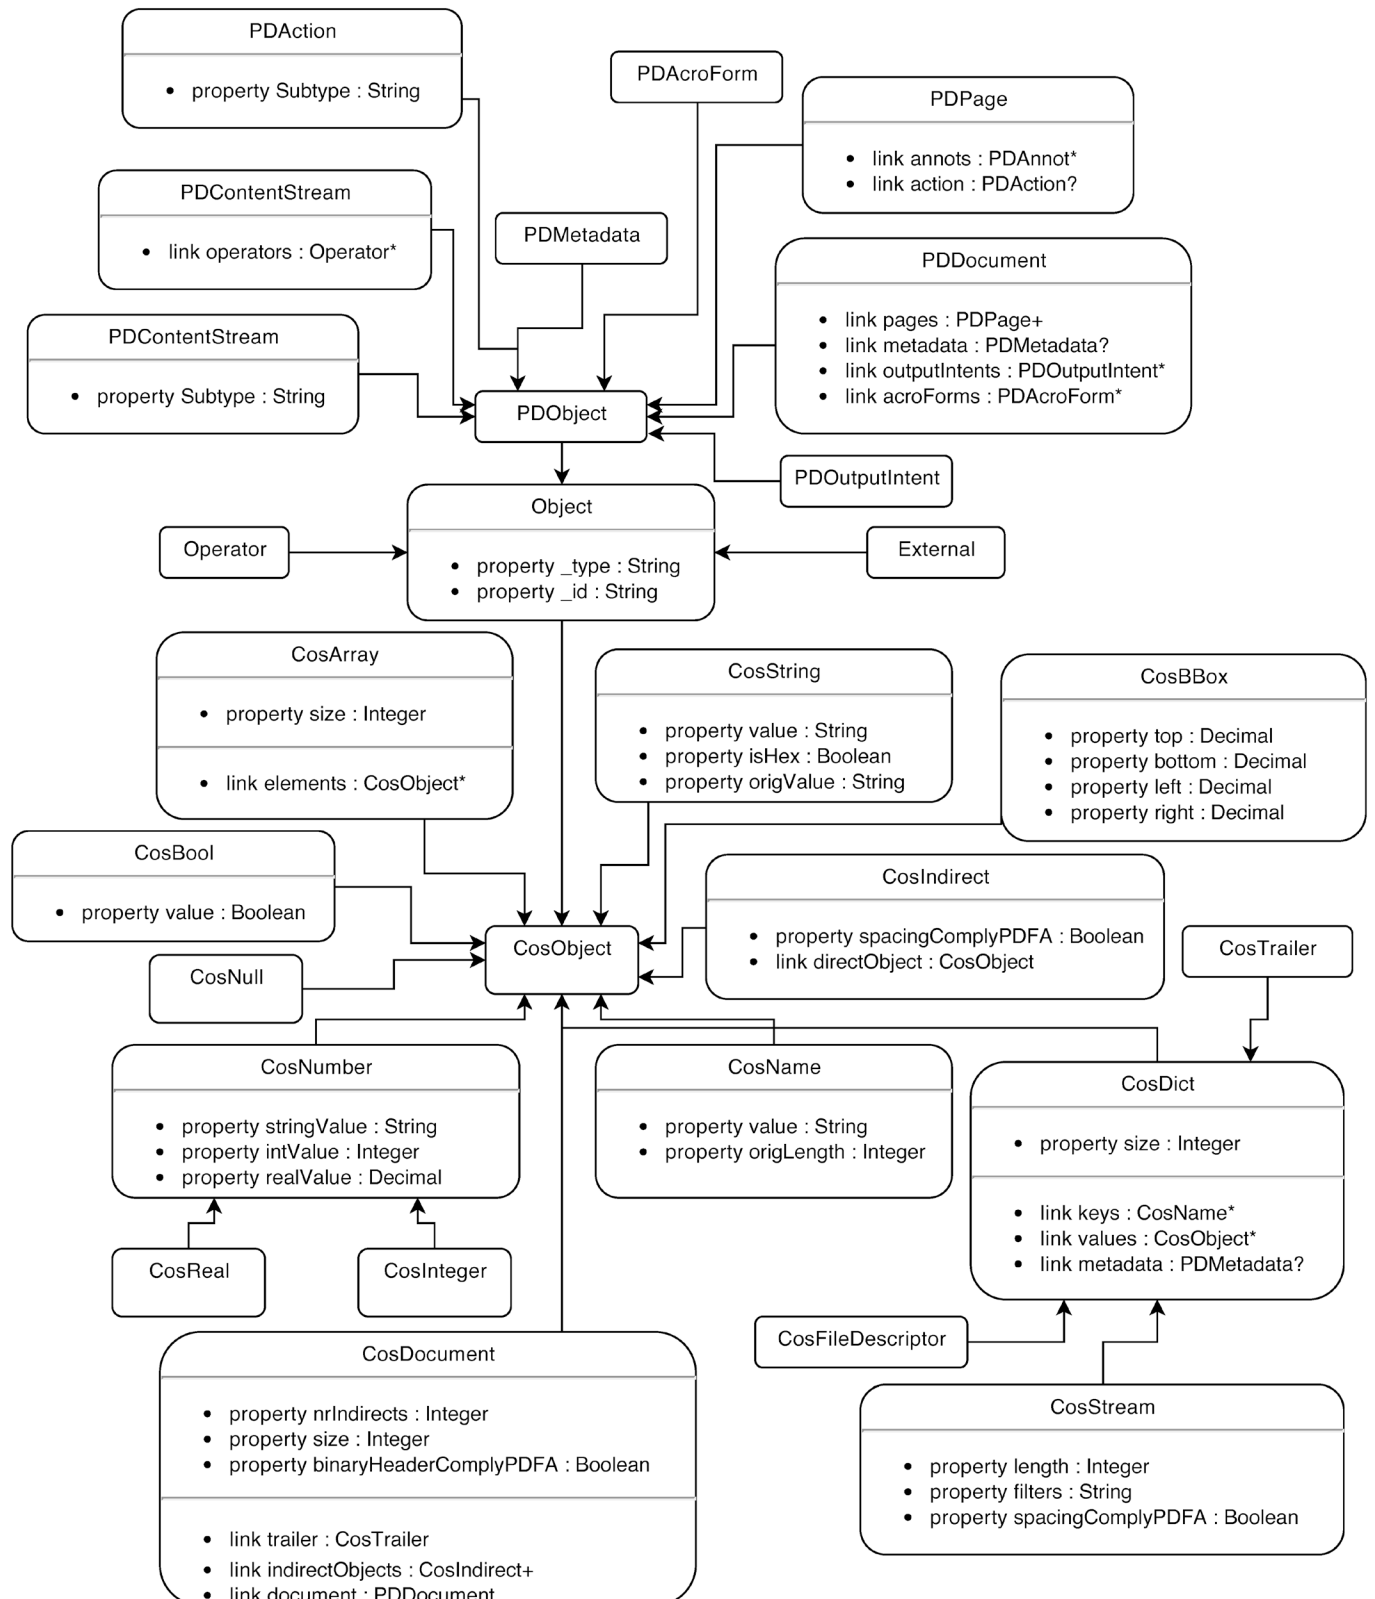 PDAction
• property Subtype : String
PDAcroForm
PDPage
• link annots : PDAnnot*
• link action : PDAction?
PDContentStream
• link operators : Operator*
PDMetadata
PDDocument
• link pages : PDPage+
• link metadata : PDMetadata?
• link outputIntents : PDOutputIntent*
• link acroForms : PDAcroForm*
PDContentStream
• property Subtype : String
PDObject
PDOutputIntent
Object
• property _type : String
• property _id : String
Operator
External
CosArray
• property size : Integer
• link elements : CosObject*
CosString
• property value : String
• property isHex : Boolean
• property origValue : String
CosBBox
• property top : Decimal
• property bottom : Decimal
• property left : Decimal
• property right : Decimal
CosBool
• property value : Boolean
CosIndirect
• property spacingComplyPDFA : Boolean
• link directObject : CosObject
CosObject
CosTrailer
CosNull
CosNumber
• property stringValue : String
• property intValue : Integer
• property realValue : Decimal
CosName
• property value : String
• property origLength : Integer
CosDict
• property size : Integer
• link keys : CosName*
• link values : CosObject*
• link metadata : PDMetadata?
CosReal
CosInteger
CosFileDescriptor
CosDocument
• property nrIndirects : Integer
• property size : Integer
• property binaryHeaderComplyPDFA : Boolean
• link trailer : CosTrailer
• link indirectObjects : CosIndirect+
• link document : PDDocument
CosStream
• property length : Integer
• property filters : String
• property spacingComplyPDFA : Boolean